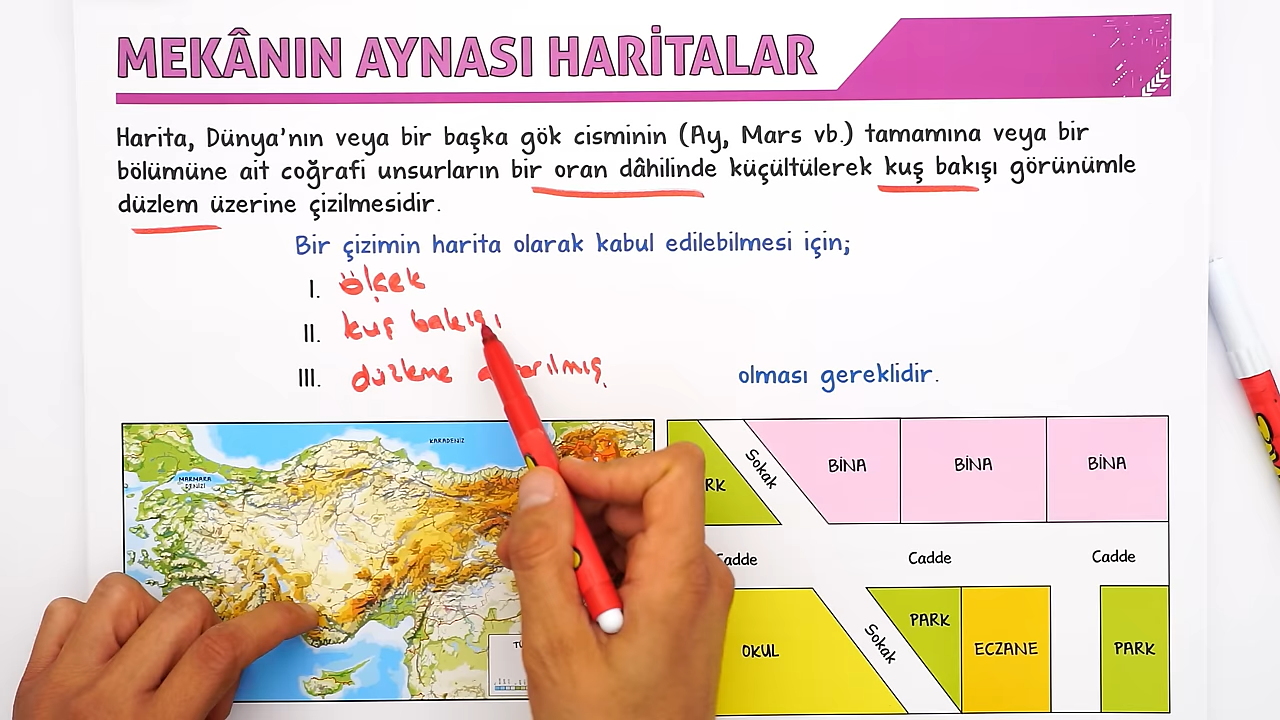 MEKÂNIN AYNASI HARİTALAR
Harita, Dünya'nın veya bir başka gök cisminin (Ay, Mars vb.) tamamına veya bir
bölümüne ait coğrafi unsurların bir oran dâhilinde küçültülerek kuş bakışı görünümle
düzlem üzerine çizilmesidir.
Bir çizimin harita olarak kabul edilebilmesi için;
I. ölçek
II. kuş bakışı
III. düzleme olması gereklidir.
KARADENİZ
MARMARA
DENİZİ
Sokak
BİNA
BİNA
BİNA
Cadde
Cadde
Cadde
OKUL
Sokak
PARK
ECZANE
PARK